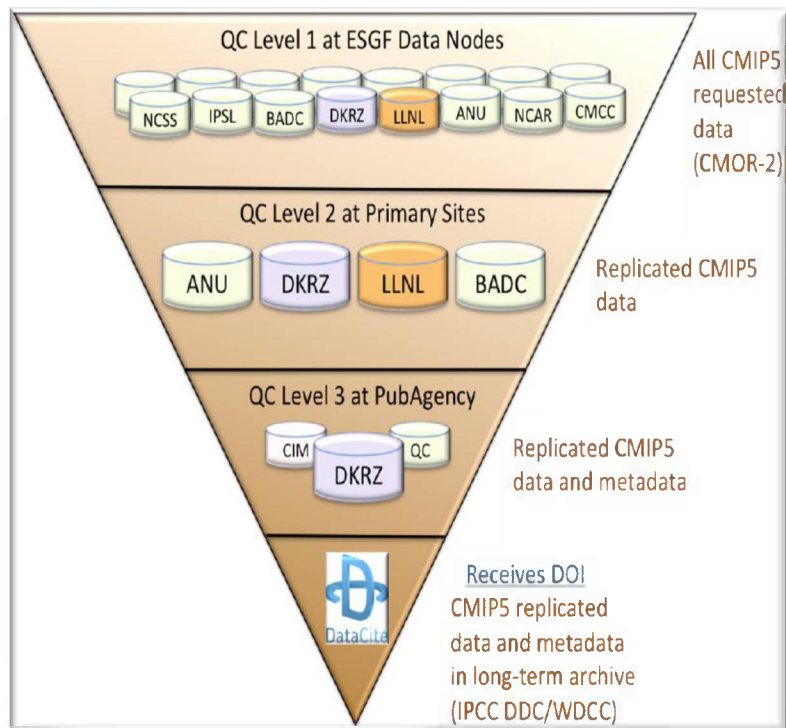 QC Level 1 at ESGF Data Nodes
NCSS IPSL BADC DKRZ LLNL ANU NCAR CMCC
All CMIP5
requested
data
(CMOR-2)
QC Level 2 at Primary Sites
ANU DKRZ LLNL BADC
Replicated CMIP5
data
QC Level 3 at PubAgency
CIM DKRZ QC
Replicated CMIP5
data and metadata
DataCite
Receives DOI
CMIP5 replicated
data and metadata
in long-term archive
(IPCC DDC/WDCC)